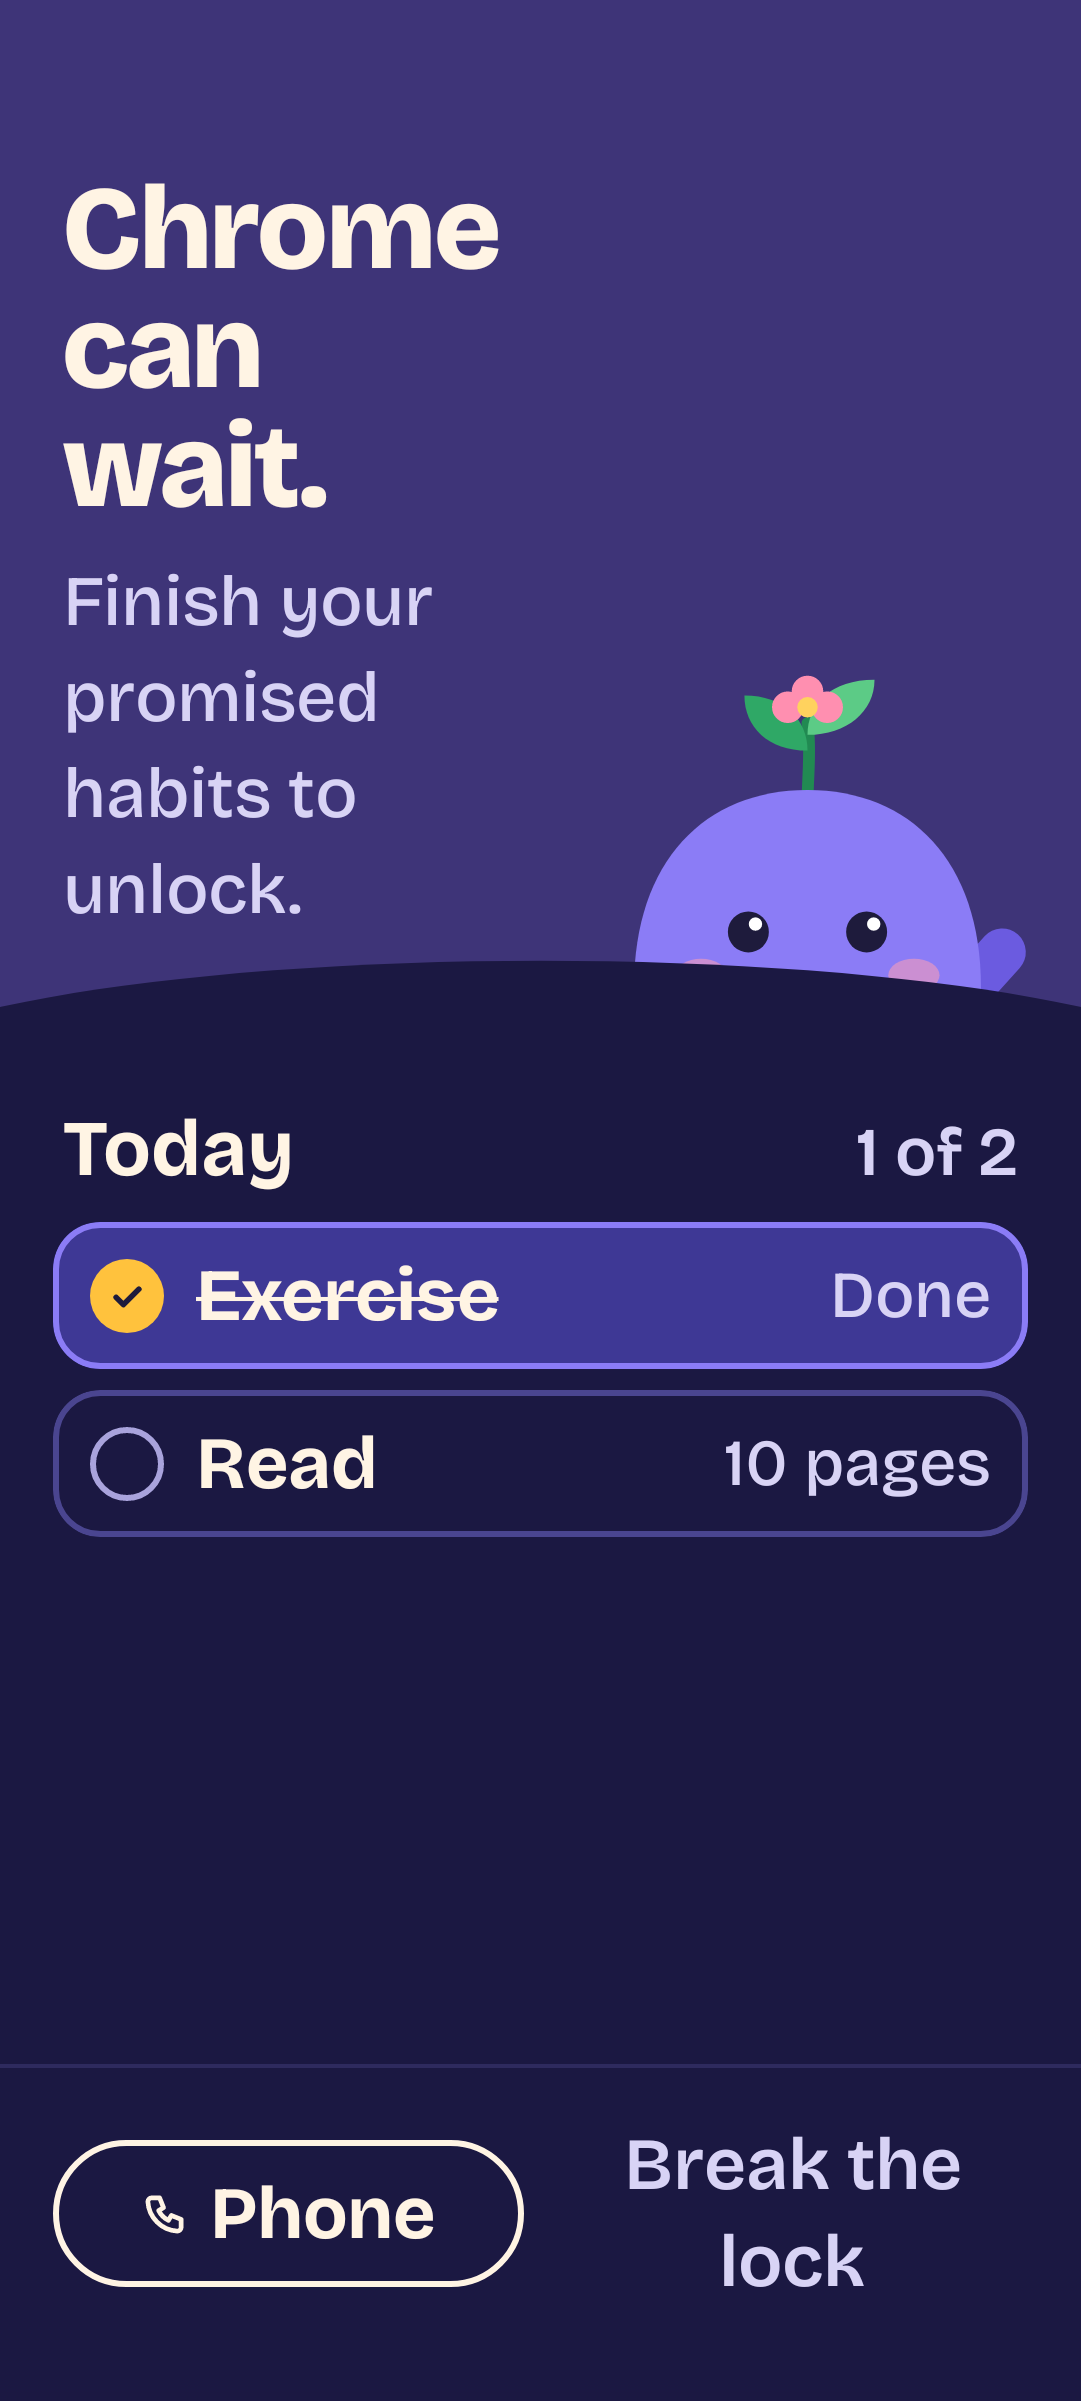 Chrome
can
wait.
Finish your
promised
habits to
unlock.
Today
1 of 2
Exercise
Done
Read
10 pages
Phone
Break the
lock